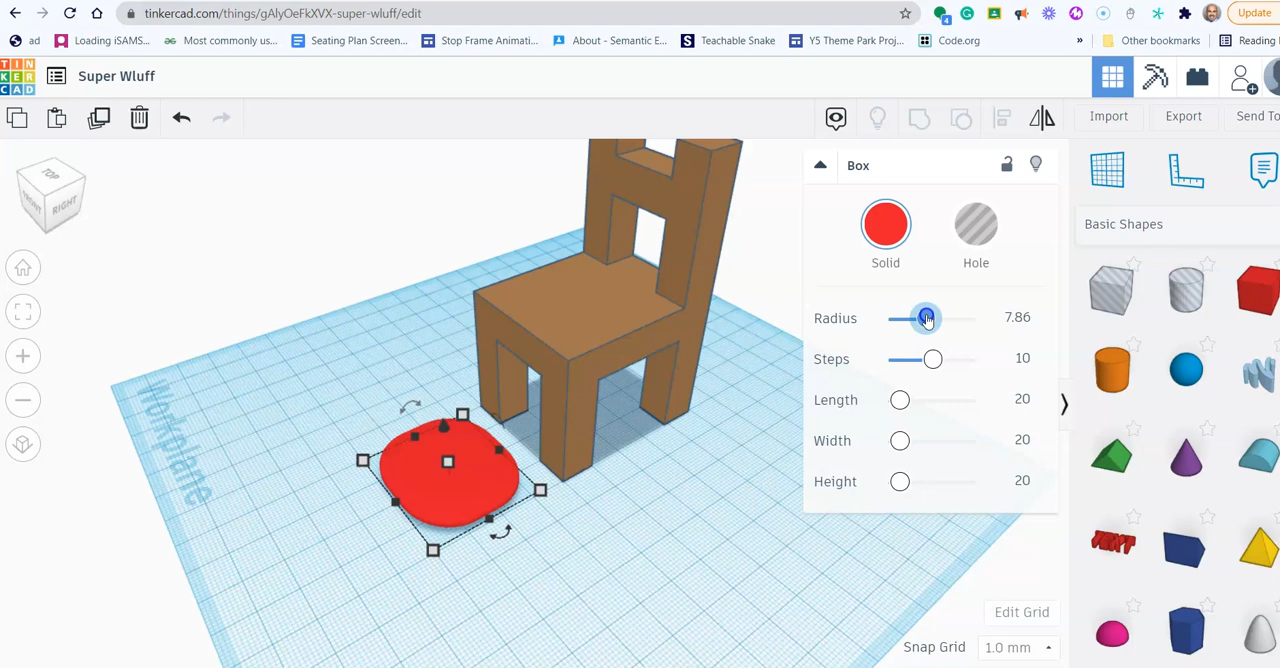 tinkercad.com/things/gAlyOeFkXVX-super-wluff/edit
4
Update
ad
Loading iSAMS...
Most commonly us...
Seating Plan Screen...
Stop Frame Animati...
About - Semantic E...
Teachable Snake
Y5 Theme Park Proj...
Code.org
»
Other bookmarks
Reading
TIN
KER
CAD
Super Wluff
Import
Export
Send To
TOP
FRONT
RIGHT
Box
Basic Shapes
Solid
Hole
Radius
7.86
Steps
10
Length
20
Width
20
Height
20
TEXT
Workplane
Edit Grid
Snap Grid
1.0 mm